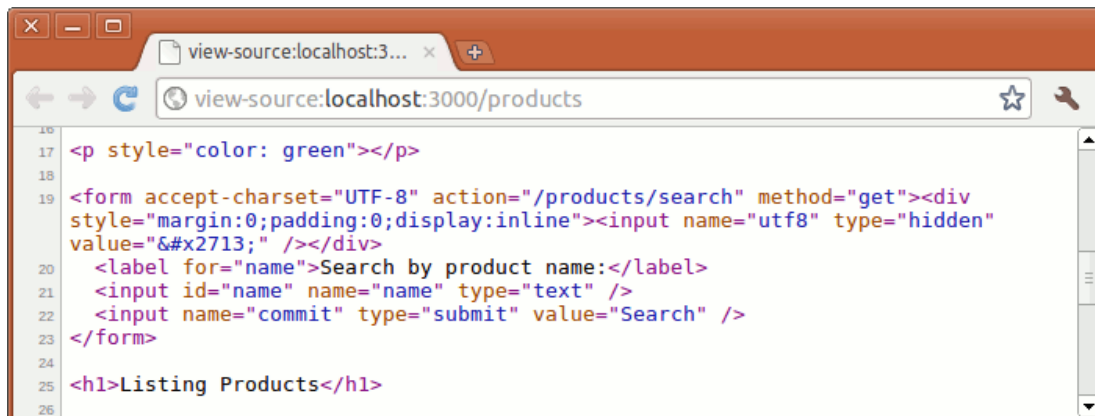 view-source:localhost:3...
view-source:localhost:3000/products
16
17 <p style="color: green"></p>
18
19 <form accept-charset="UTF-8" action="/products/search" method="get"><div
style="margin:0;padding:0;display:inline"><input name="utf8" type="hidden"
value="&#x2713;" /></div>
20   <label for="name">Search by product name:</label>
21   <input id="name" name="name" type="text" />
22   <input name="commit" type="submit" value="Search" />
23 </form>
24
25 <h1>Listing Products</h1>
26